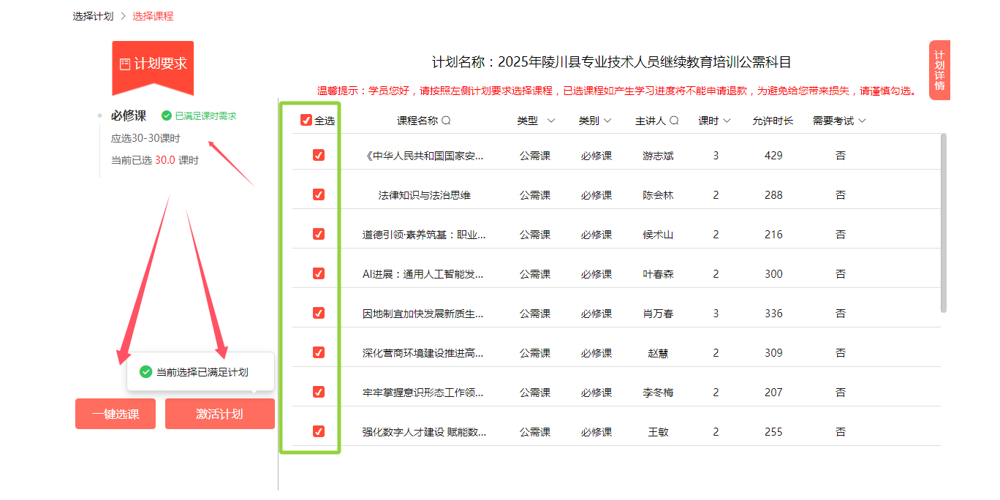 选择计划 > 选择课程
计划要求
计划名称：2025年陵川县专业技术人员继续教育培训公需科目
计划详情
温馨提示：学员您好，请按照左侧计划要求选择课程，已选课程如产生学习进度将不能申请退款，为避免给您带来损失，请谨慎勾选。
必修课 已满足课时需求
应选30-30课时
当前已选 30.0 课时
全选 课程名称 类型 类别 主讲人 课时 允许时长 需要考试
《中华人民共和国国家安... 公需课 必修课 游志斌 3 429 否
法律知识与法治思维 公需课 必修课 陈会林 2 288 否
道德引领·素养筑基：职业... 公需课 必修课 候术山 2 216 否
AI进展：通用人工智能发... 公需课 必修课 叶春森 2 300 否
因地制宜加快发展新质生... 公需课 必修课 肖万春 3 336 否
深化营商环境建设推进高... 公需课 必修课 赵慧 2 309 否
牢牢掌握意识形态工作领... 公需课 必修课 李冬梅 2 207 否
强化数字人才建设 赋能数... 公需课 必修课 王敏 2 255 否
当前选择已满足计划
一键选课 激活计划